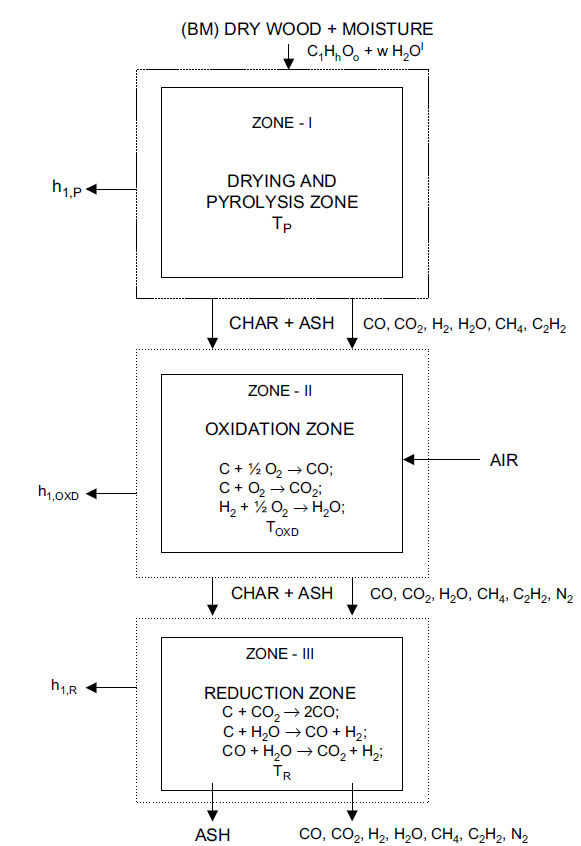 (BM) DRY WOOD + MOISTURE
C₁HₕOₒ + w H₂Oˡ
ZONE - I
DRYING AND
PYROLYSIS ZONE
T_P
h₁,P
CHAR + ASH
CO, CO₂, H₂, H₂O, CH₄, C₂H₂
ZONE - II
OXIDATION ZONE
C + ½ O₂ → CO;
C + O₂ → CO₂;
H₂ + ½ O₂ → H₂O;
T_OXD
AIR
h₁,OXD
CHAR + ASH
CO, CO₂, H₂O, CH₄, C₂H₂, N₂
ZONE - III
REDUCTION ZONE
C + CO₂ → 2CO;
C + H₂O → CO + H₂;
CO + H₂O → CO₂ + H₂;
T_R
h₁,R
ASH
CO, CO₂, H₂, H₂O, CH₄, C₂H₂, N₂